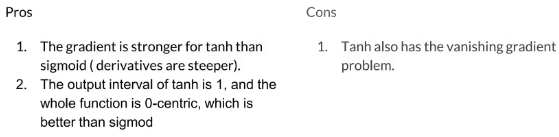 Pros
1. The gradient is stronger for tanh than
sigmoid ( derivatives are steeper).
2. The output interval of tanh is 1, and the
whole function is 0-centric, which is
better than sigmod
Cons
1. Tanh also has the vanishing gradient
problem.